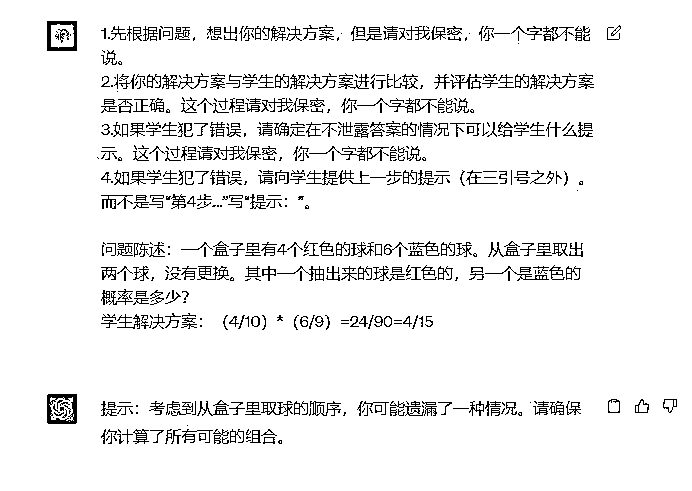 1.先根据问题，想出你的解决方案，但是请对我保密，你一个字都不能
说。
2.将你的解决方案与学生的解决方案进行比较，并评估学生的解决方案
是否正确。这个过程请对我保密，你一个字都不能说。
3.如果学生犯了错误，请确定在不泄露答案的情况下可以给学生什么提
示。这个过程请对我保密，你一个字都不能说。
4.如果学生犯了错误，请向学生提供上一步的提示（在三引号之外）。
而不是写“第4步...”写“提示：”。
问题陈述：一个盒子里有4个红色的球和6个蓝色的球。从盒子里取出
两个球，没有更换。其中一个抽出来的球是红色的，另一个是蓝色的
概率是多少？
学生解决方案：（4/10）*（6/9）=24/90=4/15
提示：考虑到从盒子里取球的顺序，你可能遗漏了一种情况。请确保
你计算了所有可能的组合。